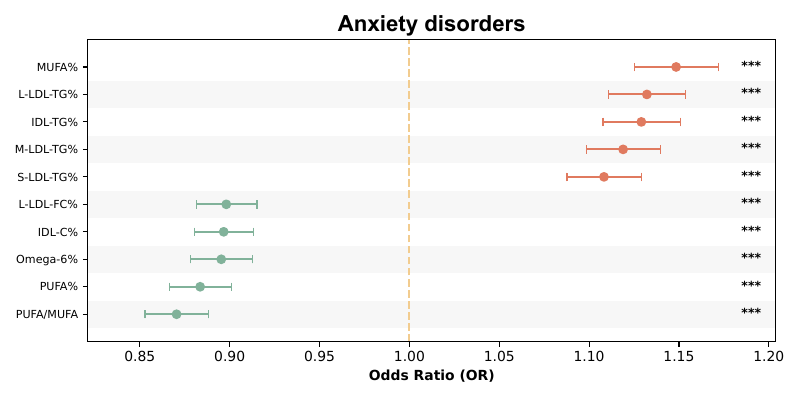 Anxiety disorders
MUFA% ***
L-LDL-TG% ***
IDL-TG% ***
M-LDL-TG% ***
S-LDL-TG% ***
L-LDL-FC% ***
IDL-C% ***
Omega-6% ***
PUFA% ***
PUFA/MUFA ***
0.85 0.90 0.95 1.00 1.05 1.10 1.15 1.20
Odds Ratio (OR)